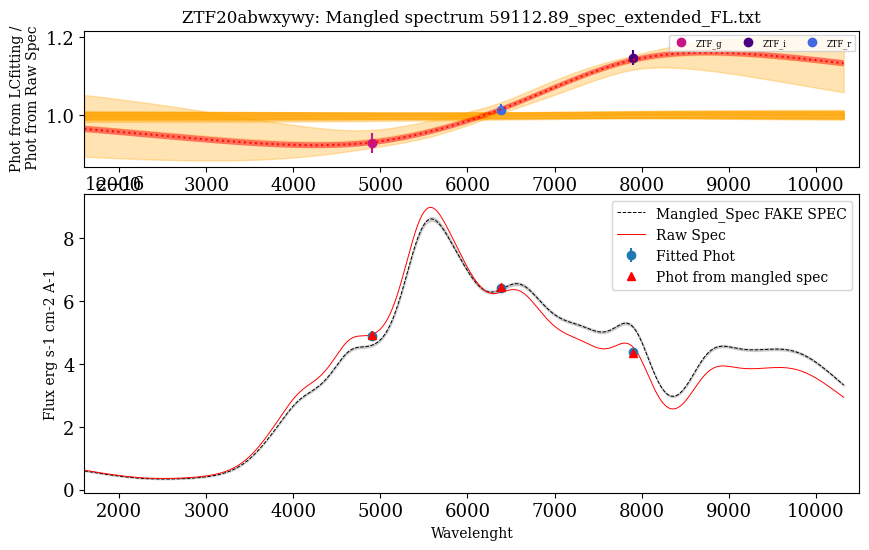 ZTF20abwxywy: Mangled spectrum 59112.89_spec_extended_FL.txt
Phot from LCfitting /
Phot from Raw Spec
1.2
1.0
ZTF_g ZTF_i ZTF_r
2000 3000 4000 5000 6000 7000 8000 9000 10000
1e−16
Flux erg s-1 cm-2 A-1
8
6
4
2
0
Mangled_Spec FAKE SPEC
Raw Spec
Fitted Phot
Phot from mangled spec
2000 3000 4000 5000 6000 7000 8000 9000 10000
Wavelenght